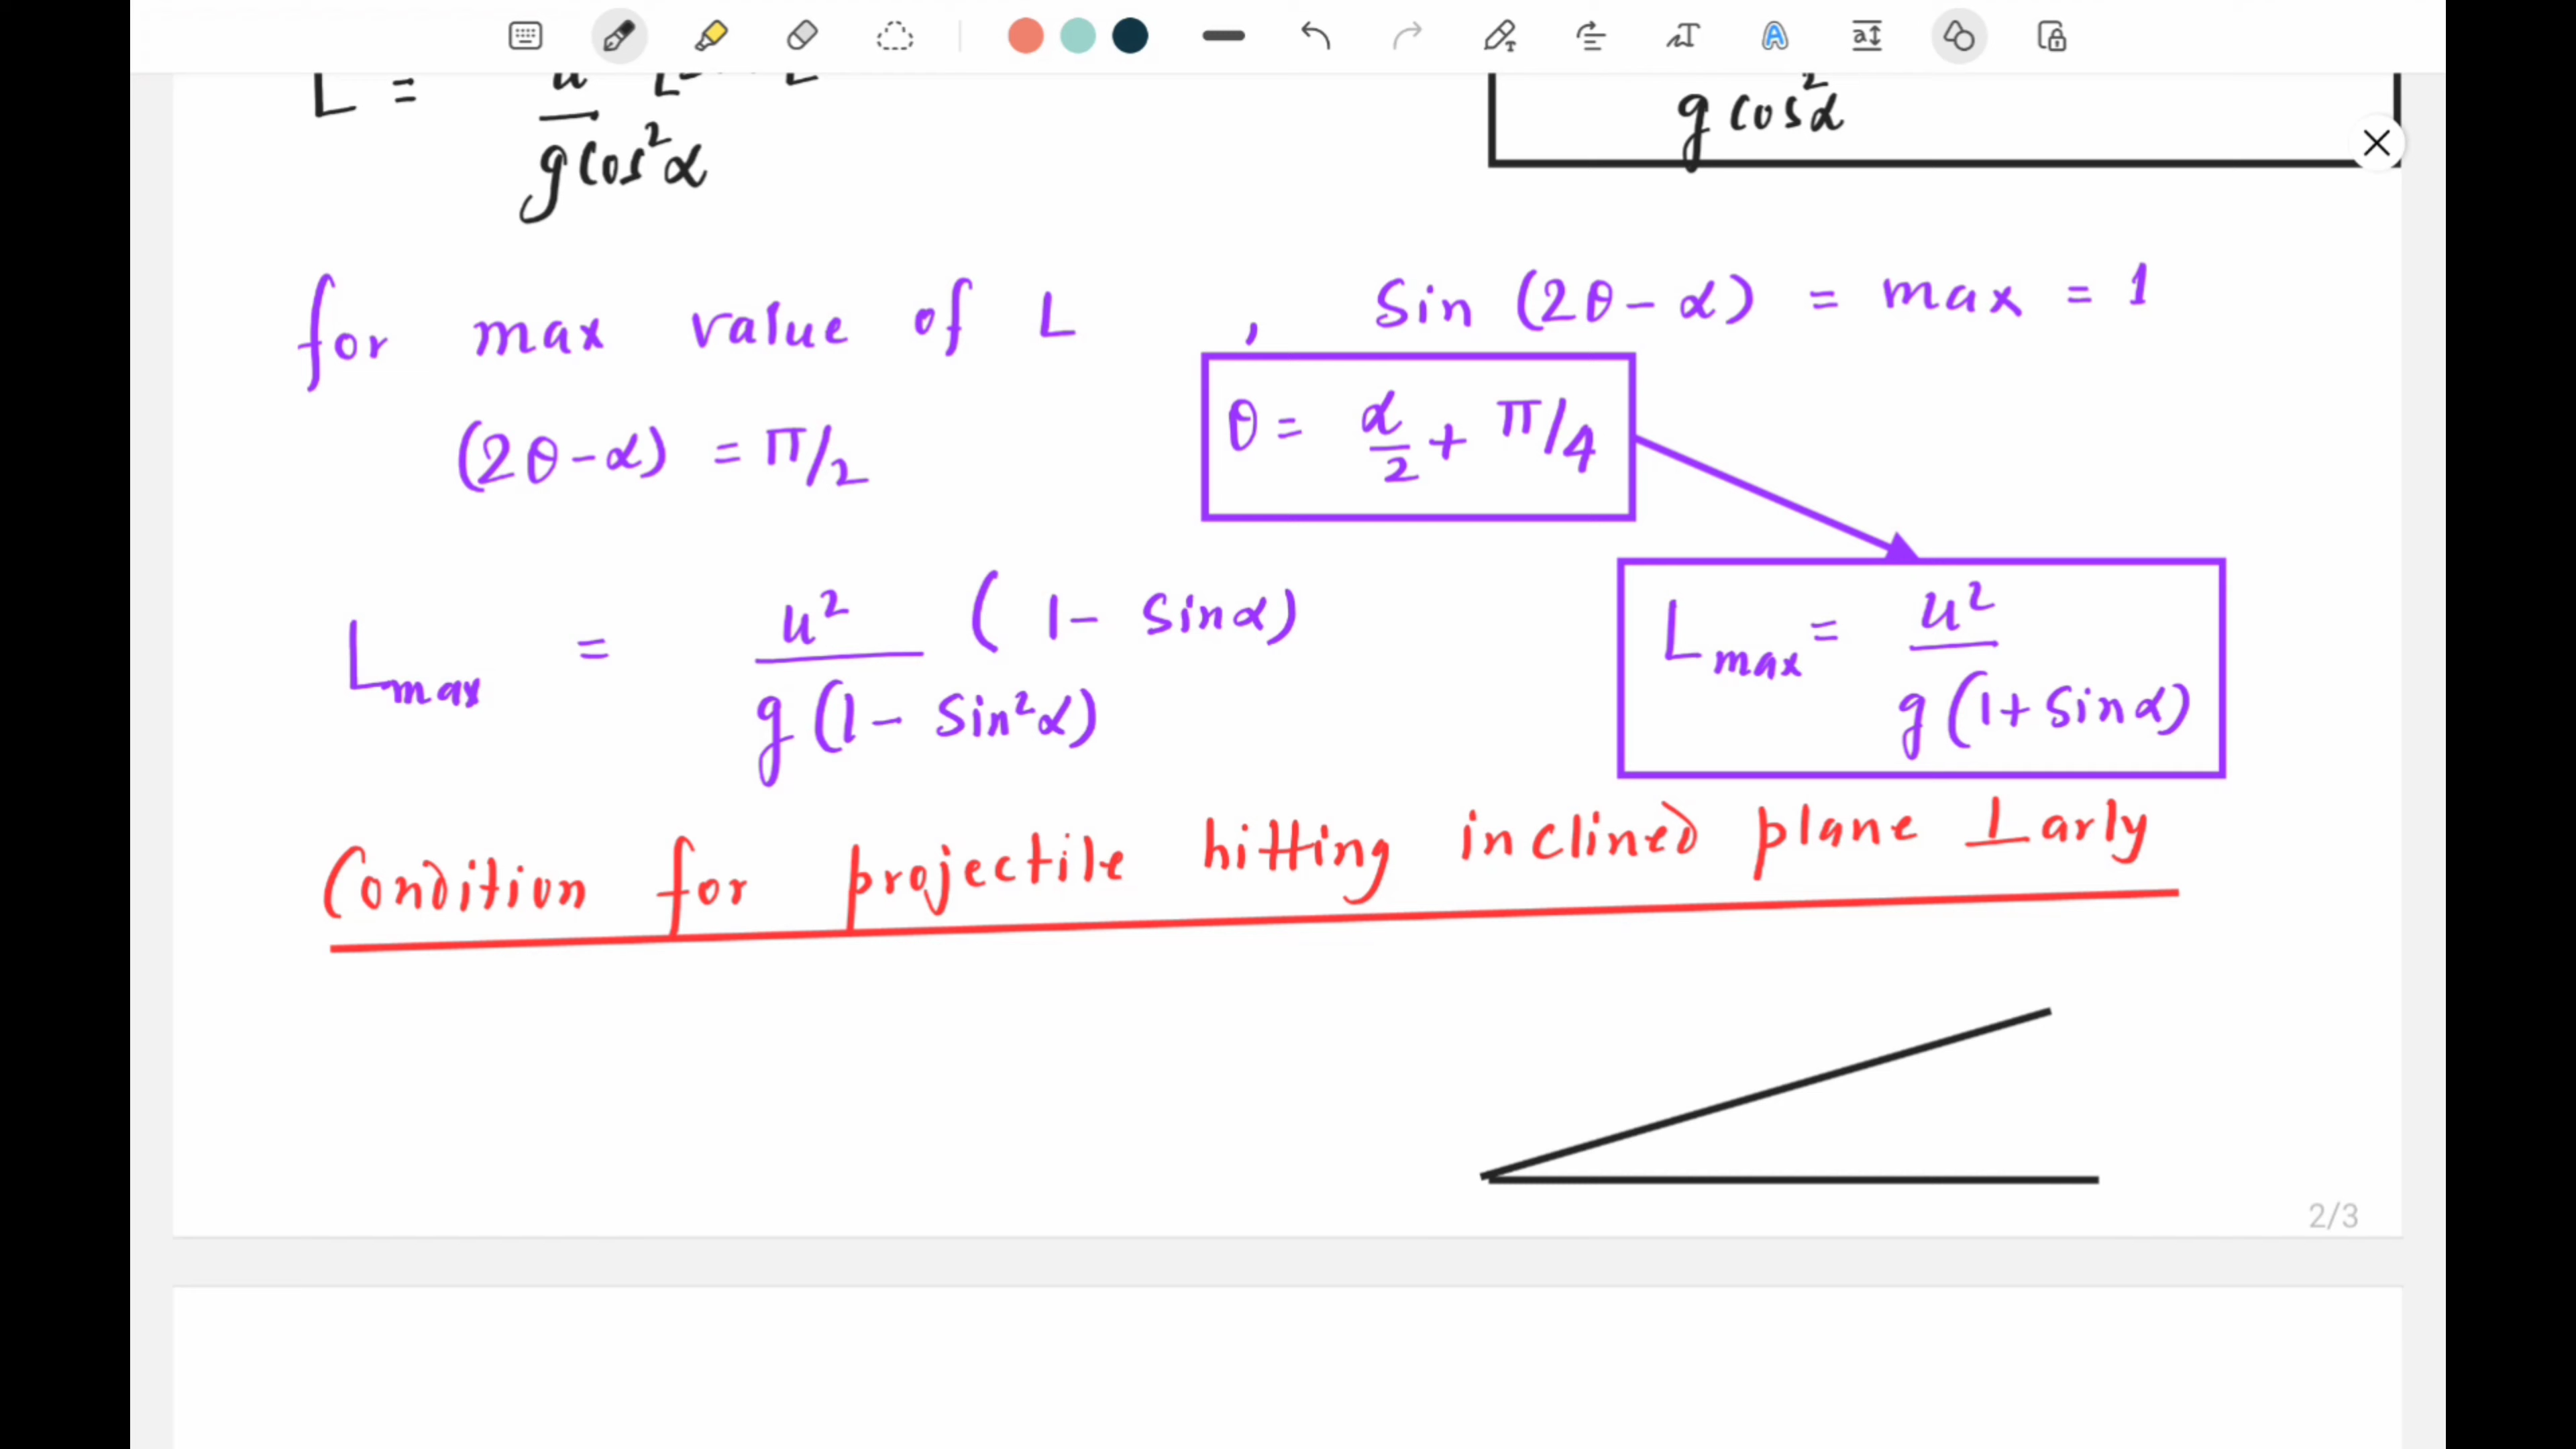 L = u
g cos²α
g cos²α
for max value of L , Sin (2θ - α) = max = 1
(2θ - α) = π/2
θ = α/2 + π/4
Lmax = u² ( 1 - Sinα) / g (1 - Sin²α)
Lmax = u² / g (1 + Sinα)
Condition for projectile hitting inclined plane ⊥arly
2/3